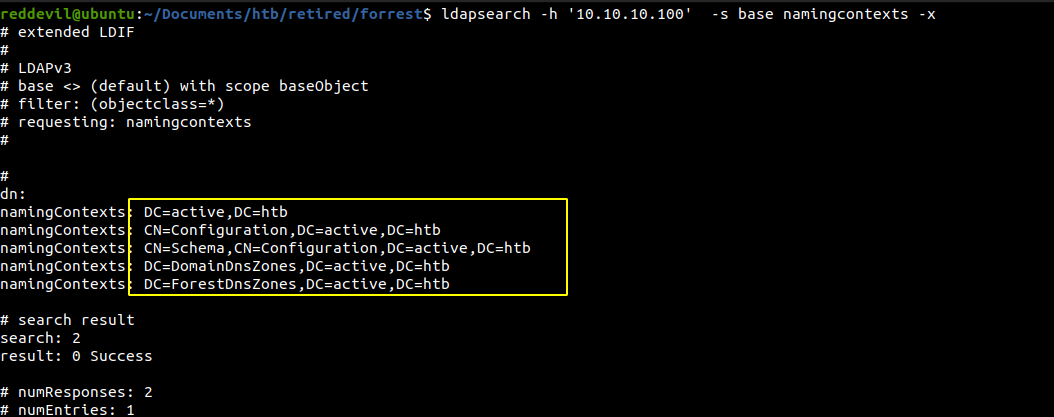 reddevil@ubuntu:~/Documents/htb/retired/forrest$ ldapsearch -h '10.10.10.100'  -s base namingcontexts -x
# extended LDIF
#
# LDAPv3
# base <> (default) with scope baseObject
# filter: (objectclass=*)
# requesting: namingcontexts
#

#
dn:
namingContexts: DC=active,DC=htb
namingContexts: CN=Configuration,DC=active,DC=htb
namingContexts: CN=Schema,CN=Configuration,DC=active,DC=htb
namingContexts: DC=DomainDnsZones,DC=active,DC=htb
namingContexts: DC=ForestDnsZones,DC=active,DC=htb

# search result
search: 2
result: 0 Success

# numResponses: 2
# numEntries: 1